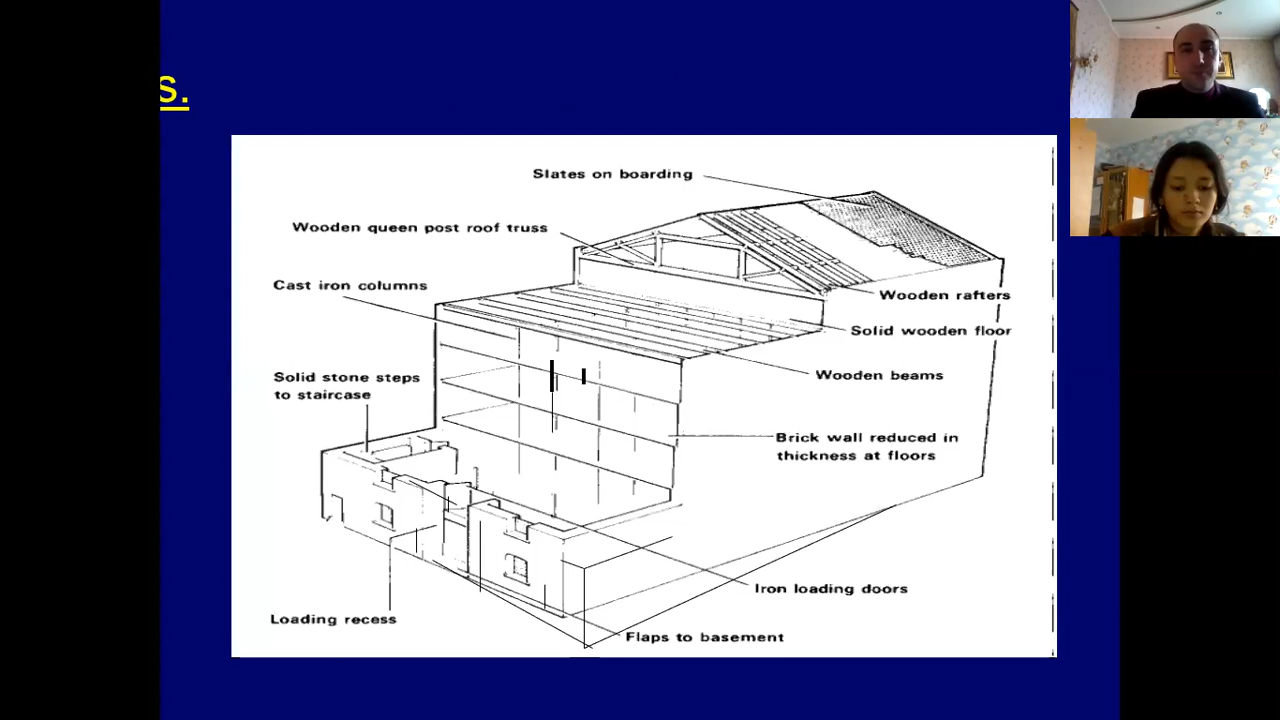 s.
Slates on boarding
Wooden queen post roof truss
Cast iron columns
Wooden rafters
Solid wooden floor
Solid stone steps
to staircase
Wooden beams
Brick wall reduced in
thickness at floors
Iron loading doors
Loading recess
Flaps to basement